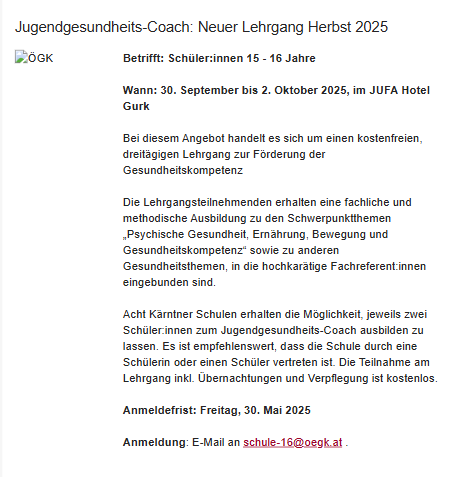 Jugendgesundheits-Coach: Neuer Lehrgang Herbst 2025
ÖGK
Betrifft: Schüler:innen 15 - 16 Jahre
Wann: 30. September bis 2. Oktober 2025, im JUFA Hotel
Gurk
Bei diesem Angebot handelt es sich um einen kostenfreien,
dreitägigen Lehrgang zur Förderung der
Gesundheitskompetenz
Die Lehrgangsteilnehmenden erhalten eine fachliche und
methodische Ausbildung zu den Schwerpunktthemen
„Psychische Gesundheit, Ernährung, Bewegung und
Gesundheitskompetenz“ sowie zu anderen
Gesundheitsthemen, in die hochkarätige Fachreferent:innen
eingebunden sind.
Acht Kärntner Schulen erhalten die Möglichkeit, jeweils zwei
Schüler:innen zum Jugendgesundheits-Coach ausbilden zu
lassen. Es ist empfehlenswert, dass die Schule durch eine
Schülerin oder einen Schüler vertreten ist. Die Teilnahme am
Lehrgang inkl. Übernachtungen und Verpflegung ist kostenlos.
Anmeldefrist: Freitag, 30. Mai 2025
Anmeldung: E-Mail an schule-16@oegk.at .